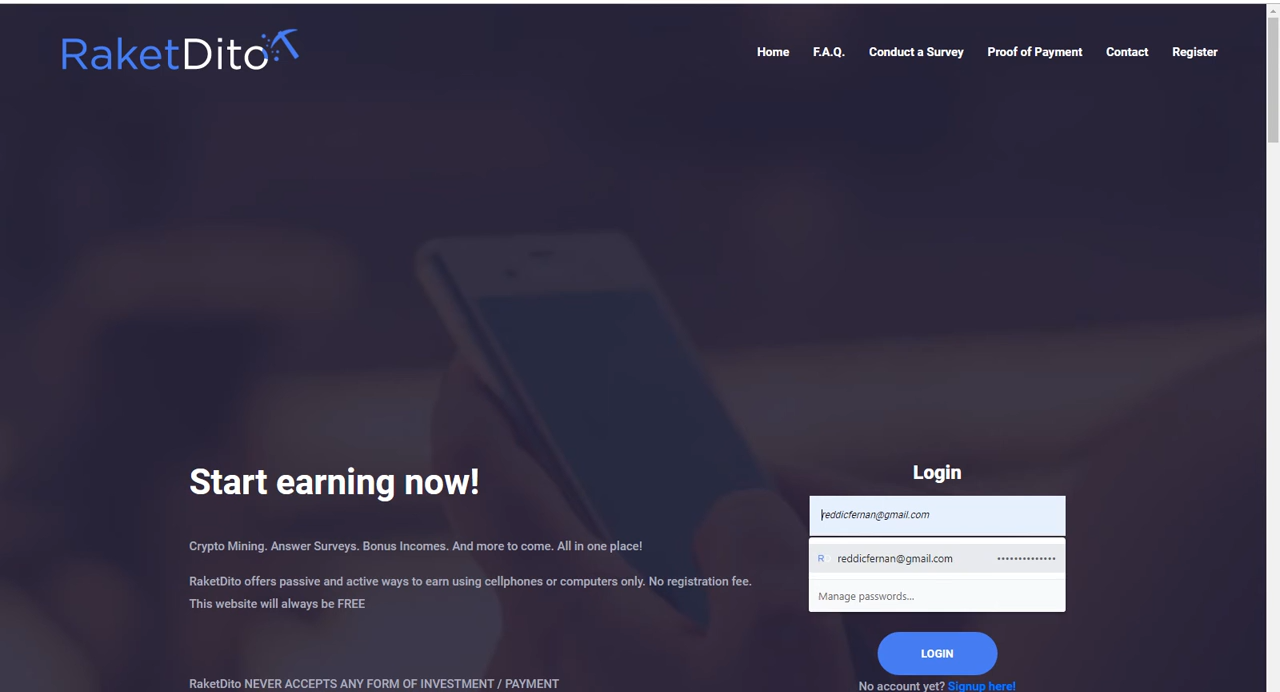 RaketDito
Home F.A.Q. Conduct a Survey Proof of Payment Contact Register
Start earning now!
Crypto Mining. Answer Surveys. Bonus Incomes. And more to come. All in one place!
RaketDito offers passive and active ways to earn using cellphones or computers only. No registration fee.
This website will always be FREE
RaketDito NEVER ACCEPTS ANY FORM OF INVESTMENT / PAYMENT
Login
reddicfernan@gmail.com
R reddicfernan@gmail.com ••••••••••••••
Manage passwords...
LOGIN
No account yet? Signup here!